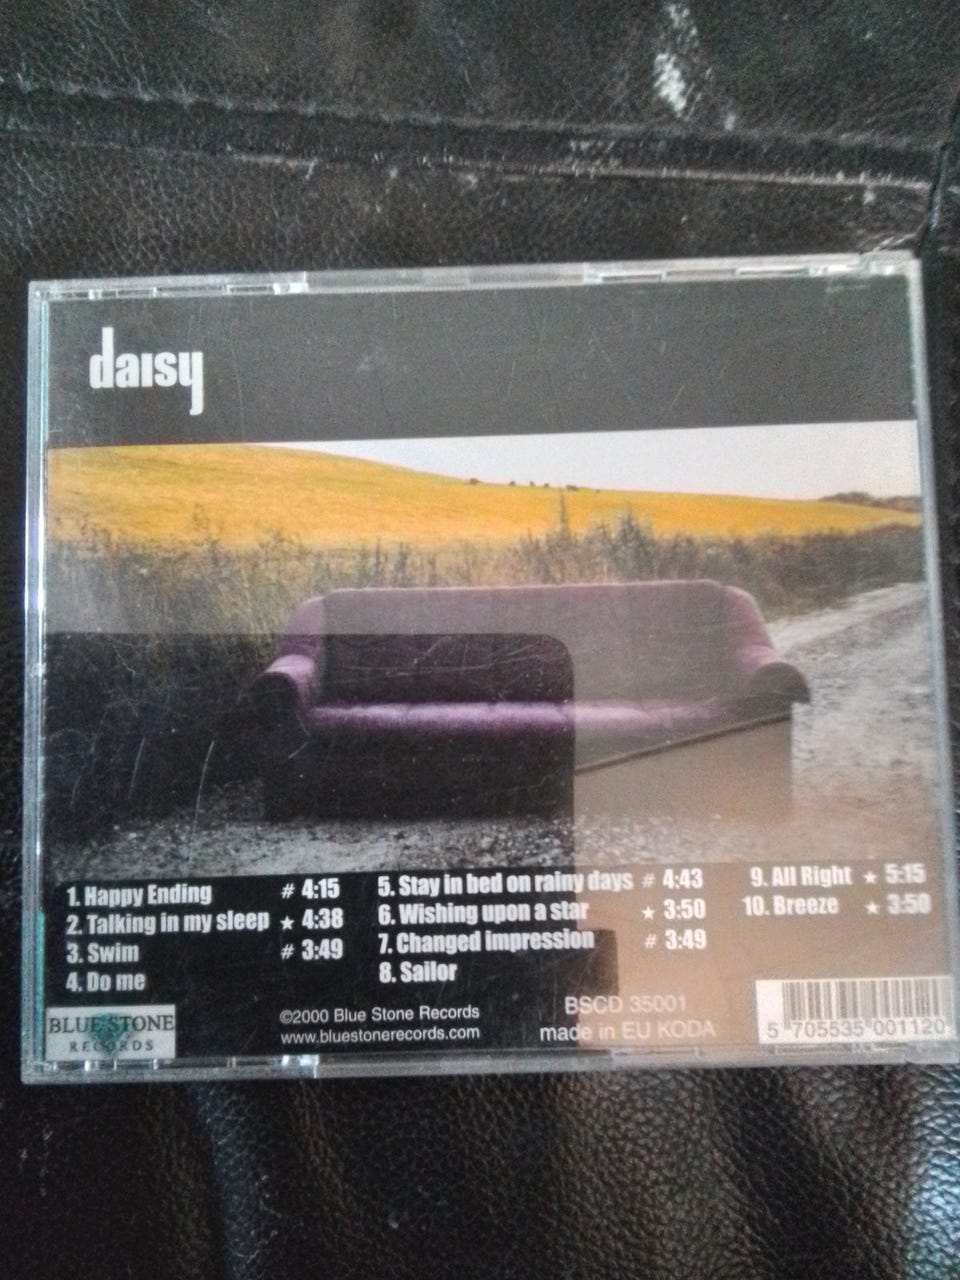 daisy
1. Happy Ending # 4:15
2. Talking in my sleep ★ 4:38
3. Swim # 3:49
4. Do me
5. Stay in bed on rainy days # 4:43
6. Wishing upon a star ★ 3:50
7. Changed impression # 3:49
8. Sailor
9. All Right ★ 5:15
10. Breeze ★ 3:50
BLUE STONE
RECORDS
©2000 Blue Stone Records
www.bluestonerecords.com
BSCD 35001
made in EU KODA
5 705535 001120